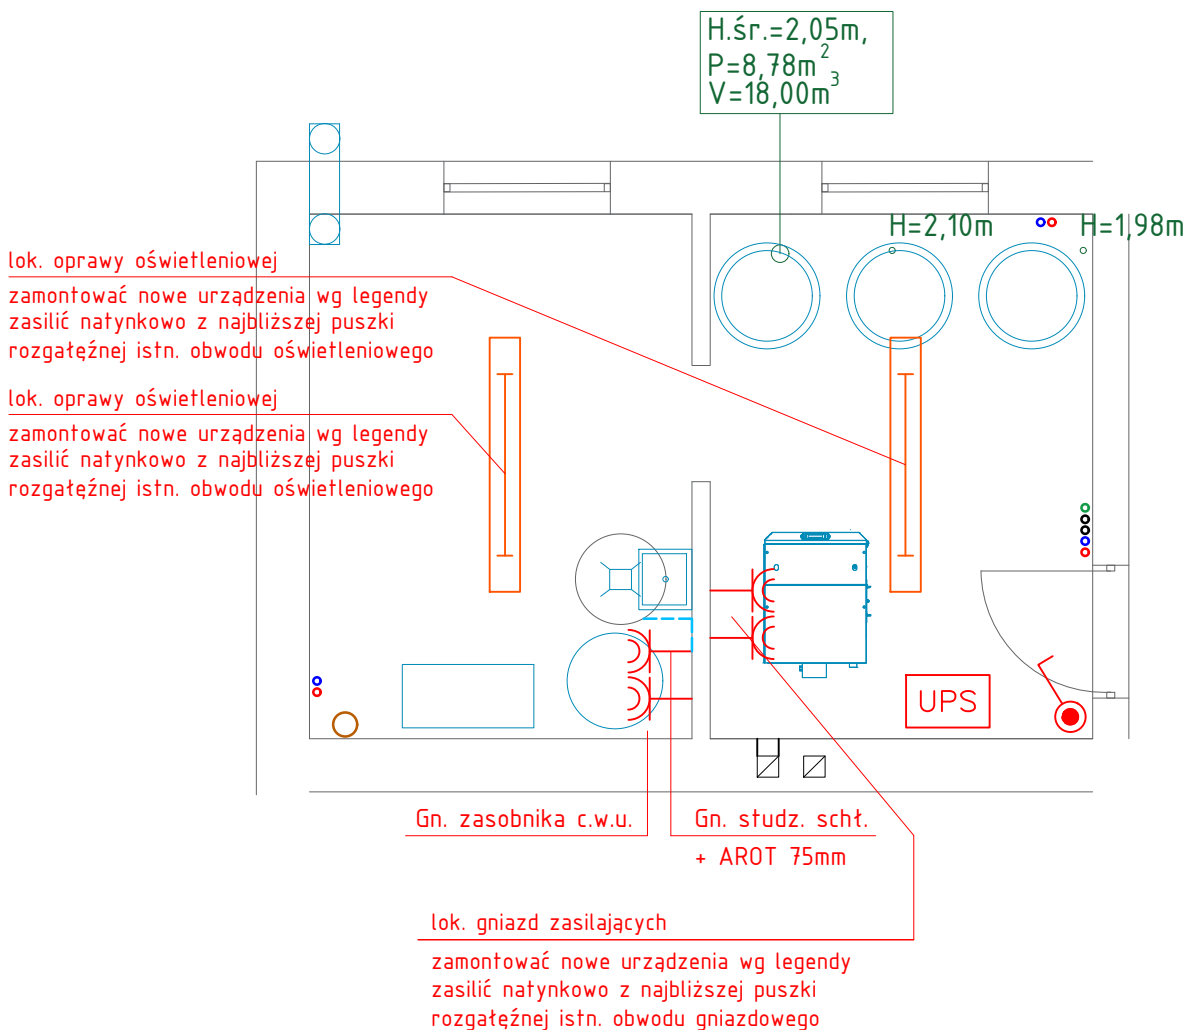 H.śr.=2,05m,
P=8,78m²
V=18,00m³
H=2,10m
H=1,98m
lok. oprawy oświetleniowej
zamontować nowe urządzenia wg legendy
zasilić natynkowo z najbliższej puszki
rozgałęźnej istn. obwodu oświetleniowego
lok. oprawy oświetleniowej
zamontować nowe urządzenia wg legendy
zasilić natynkowo z najbliższej puszki
rozgałęźnej istn. obwodu oświetleniowego
UPS
Gn. zasobnika c.w.u.
Gn. studz. schł.
+ AROT 75mm
lok. gniazd zasilających
zamontować nowe urządzenia wg legendy
zasilić natynkowo z najbliższej puszki
rozgałęźnej istn. obwodu gniazdowego